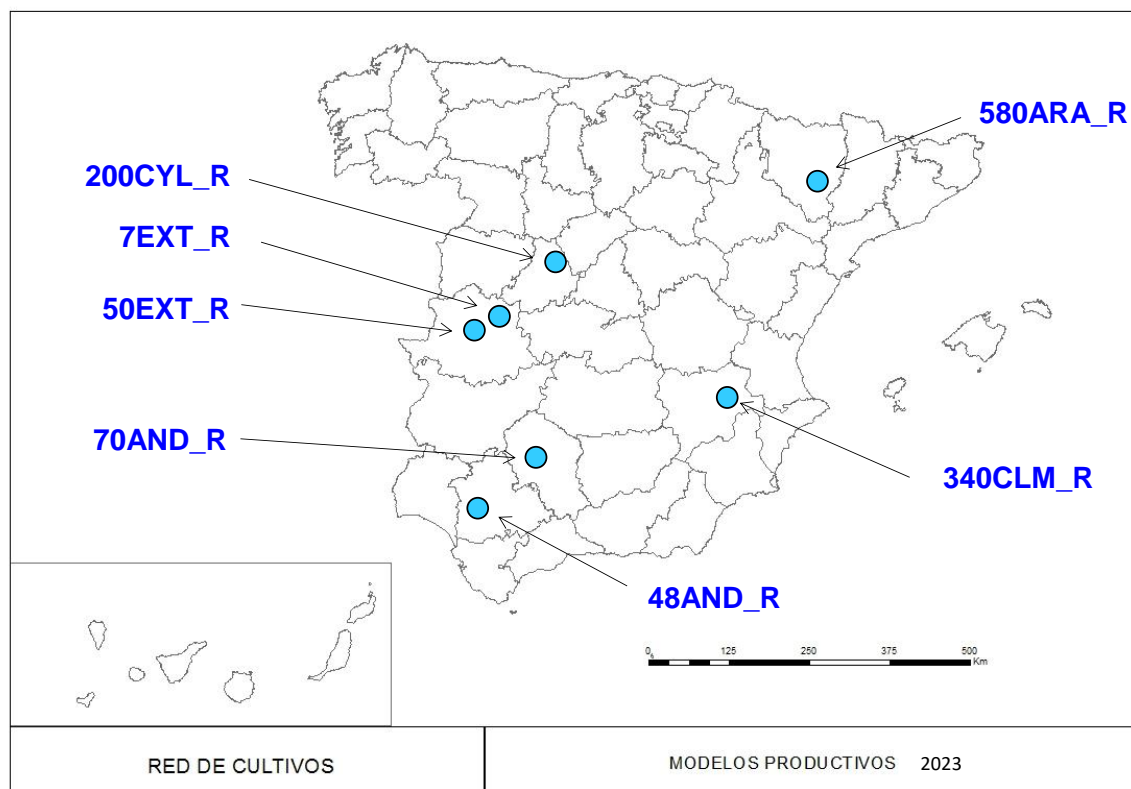 580ARA_R
200CYL_R
7EXT_R
50EXT_R
70AND_R
340CLM_R
48AND_R
0 125 250 375 500
Km
RED DE CULTIVOS
MODELOS PRODUCTIVOS 2023